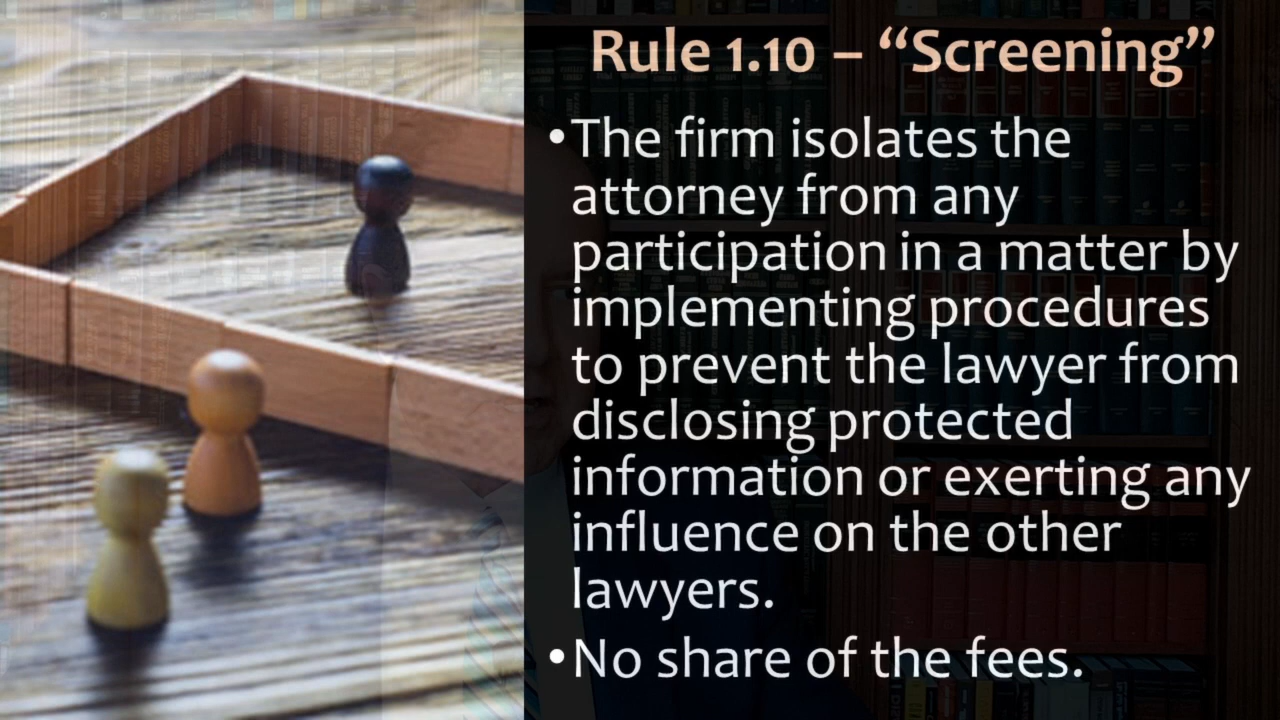 Rule 1.10 – “Screening”
•The firm isolates the
attorney from any
participation in a matter by
implementing procedures
to prevent the lawyer from
disclosing protected
information or exerting any
influence on the other
lawyers.
•No share of the fees.